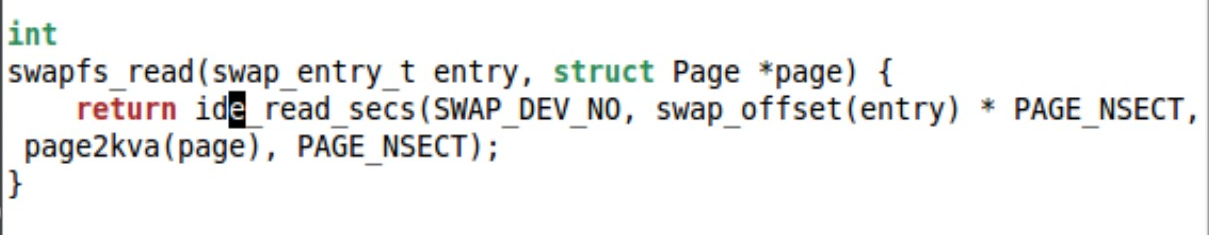 int
swapfs_read(swap_entry_t entry, struct Page *page) {
    return ide_read_secs(SWAP_DEV_NO, swap_offset(entry) * PAGE_NSECT,
 page2kva(page), PAGE_NSECT);
}